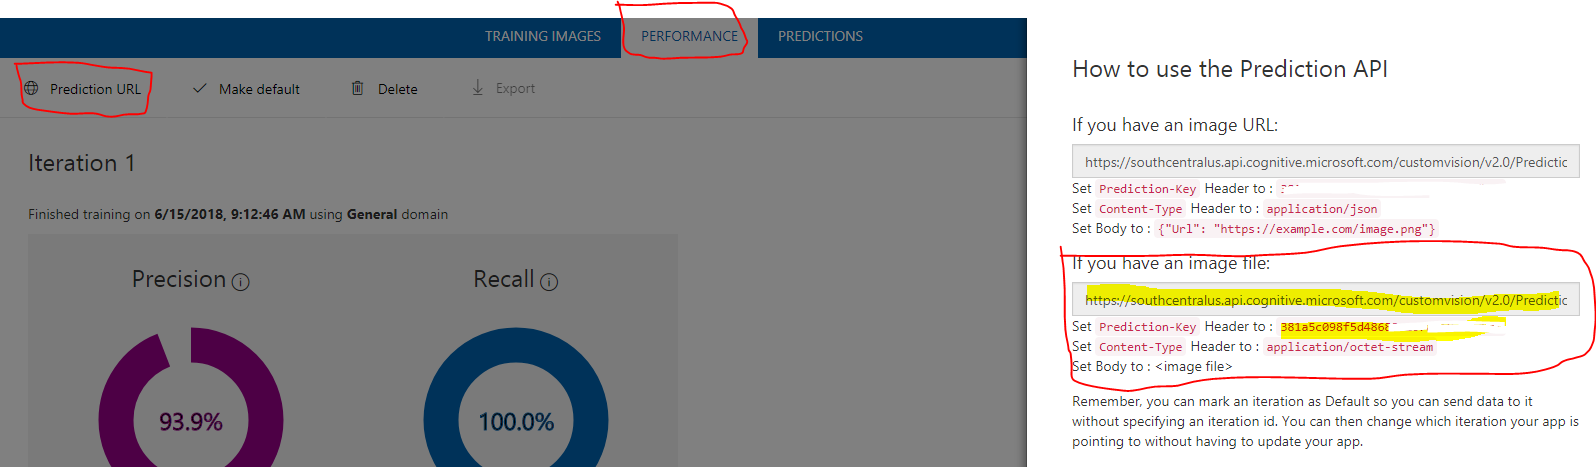 TRAINING IMAGES PERFORMANCE PREDICTIONS
Prediction URL Make default Delete Export
Iteration 1
Finished training on 6/15/2018, 9:12:46 AM using General domain
Precision Recall
93.9% 100.0%
How to use the Prediction API
If you have an image URL:
https://southcentralus.api.cognitive.microsoft.com/customvision/v2.0/Predictic
Set Prediction-Key Header to :
Set Content-Type Header to : application/json
Set Body to : {"Url": "https://example.com/image.png"}
If you have an image file:
https://southcentralus.api.cognitive.microsoft.com/customvision/v2.0/Predictic
Set Prediction-Key Header to : 381a5c098f5d4868
Set Content-Type Header to : application/octet-stream
Set Body to : <image file>
Remember, you can mark an iteration as Default so you can send data to it
without specifying an iteration id. You can then change which iteration your app is
pointing to without having to update your app.